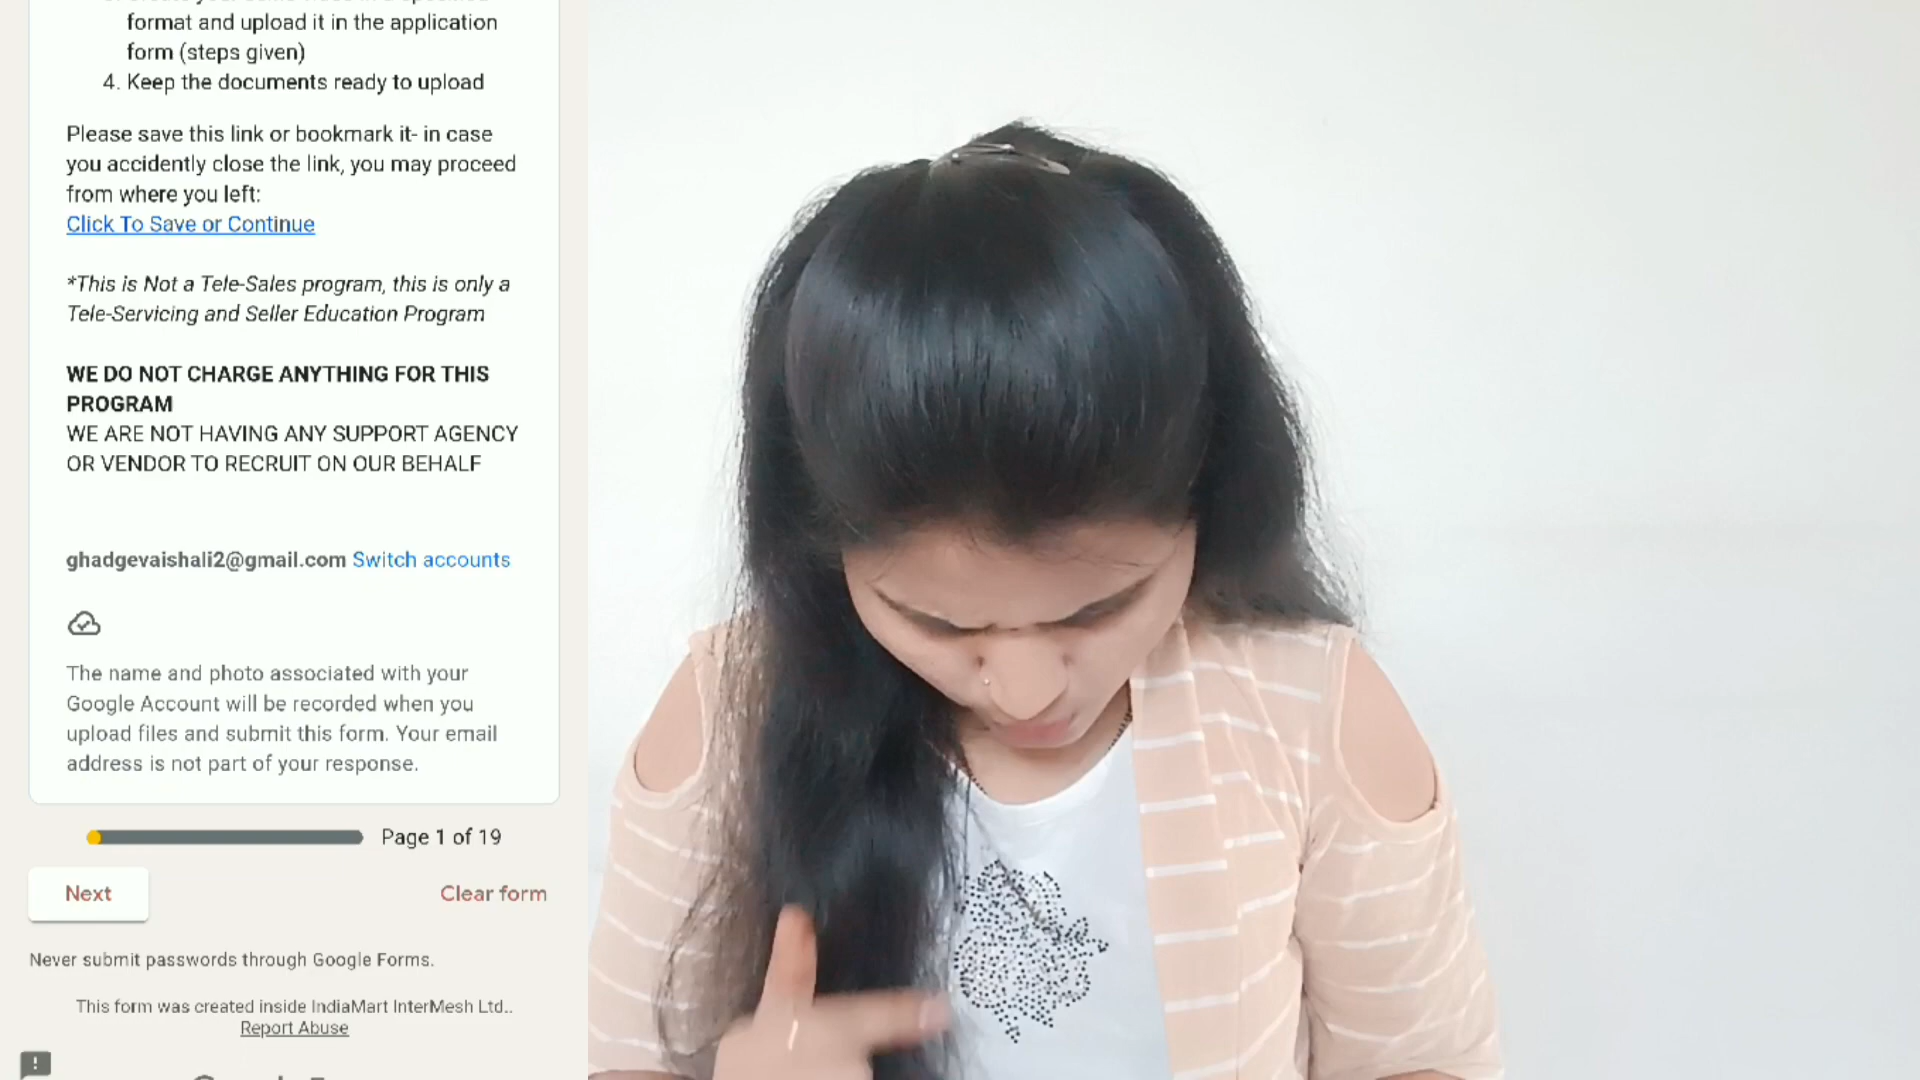 format and upload it in the application
form (steps given)
4. Keep the documents ready to upload
Please save this link or bookmark it- in case
you accidently close the link, you may proceed
from where you left:
Click To Save or Continue
*This is Not a Tele-Sales program, this is only a
Tele-Servicing and Seller Education Program
WE DO NOT CHARGE ANYTHING FOR THIS
PROGRAM
WE ARE NOT HAVING ANY SUPPORT AGENCY
OR VENDOR TO RECRUIT ON OUR BEHALF
ghadgevaishali2@gmail.com Switch accounts
The name and photo associated with your
Google Account will be recorded when you
upload files and submit this form. Your email
address is not part of your response.
Page 1 of 19
Next
Clear form
Never submit passwords through Google Forms.
This form was created inside IndiaMart InterMesh Ltd..
Report Abuse